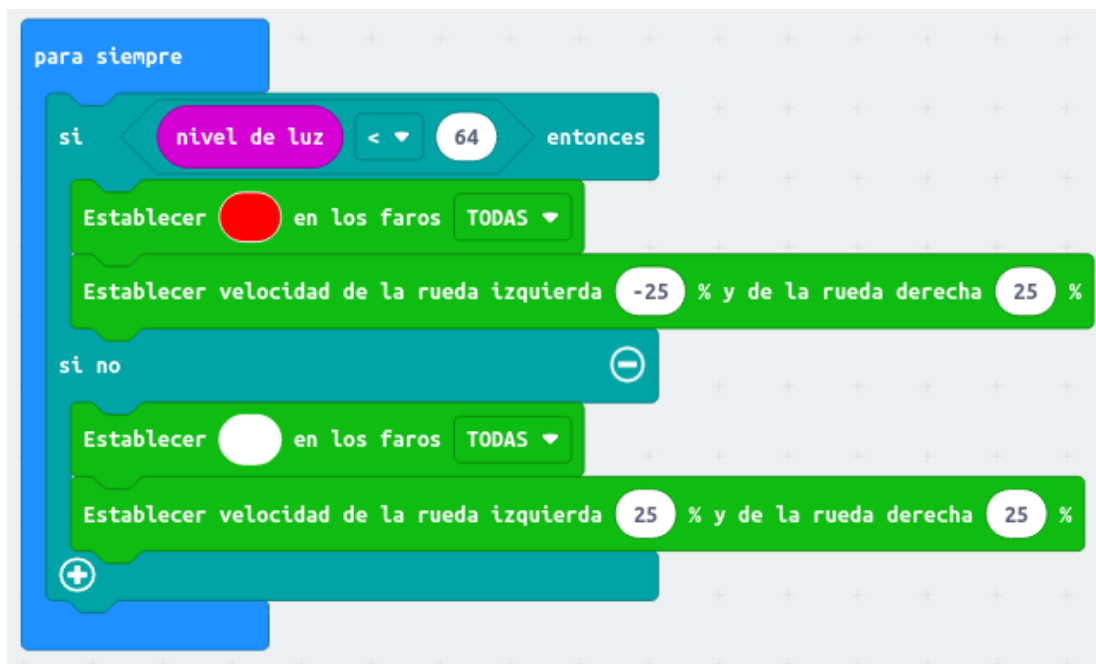 para siempre
si nivel de luz < 64 entonces
Establecer en los faros TODAS
Establecer velocidad de la rueda izquierda -25 % y de la rueda derecha 25 %
si no
Establecer en los faros TODAS
Establecer velocidad de la rueda izquierda 25 % y de la rueda derecha 25 %